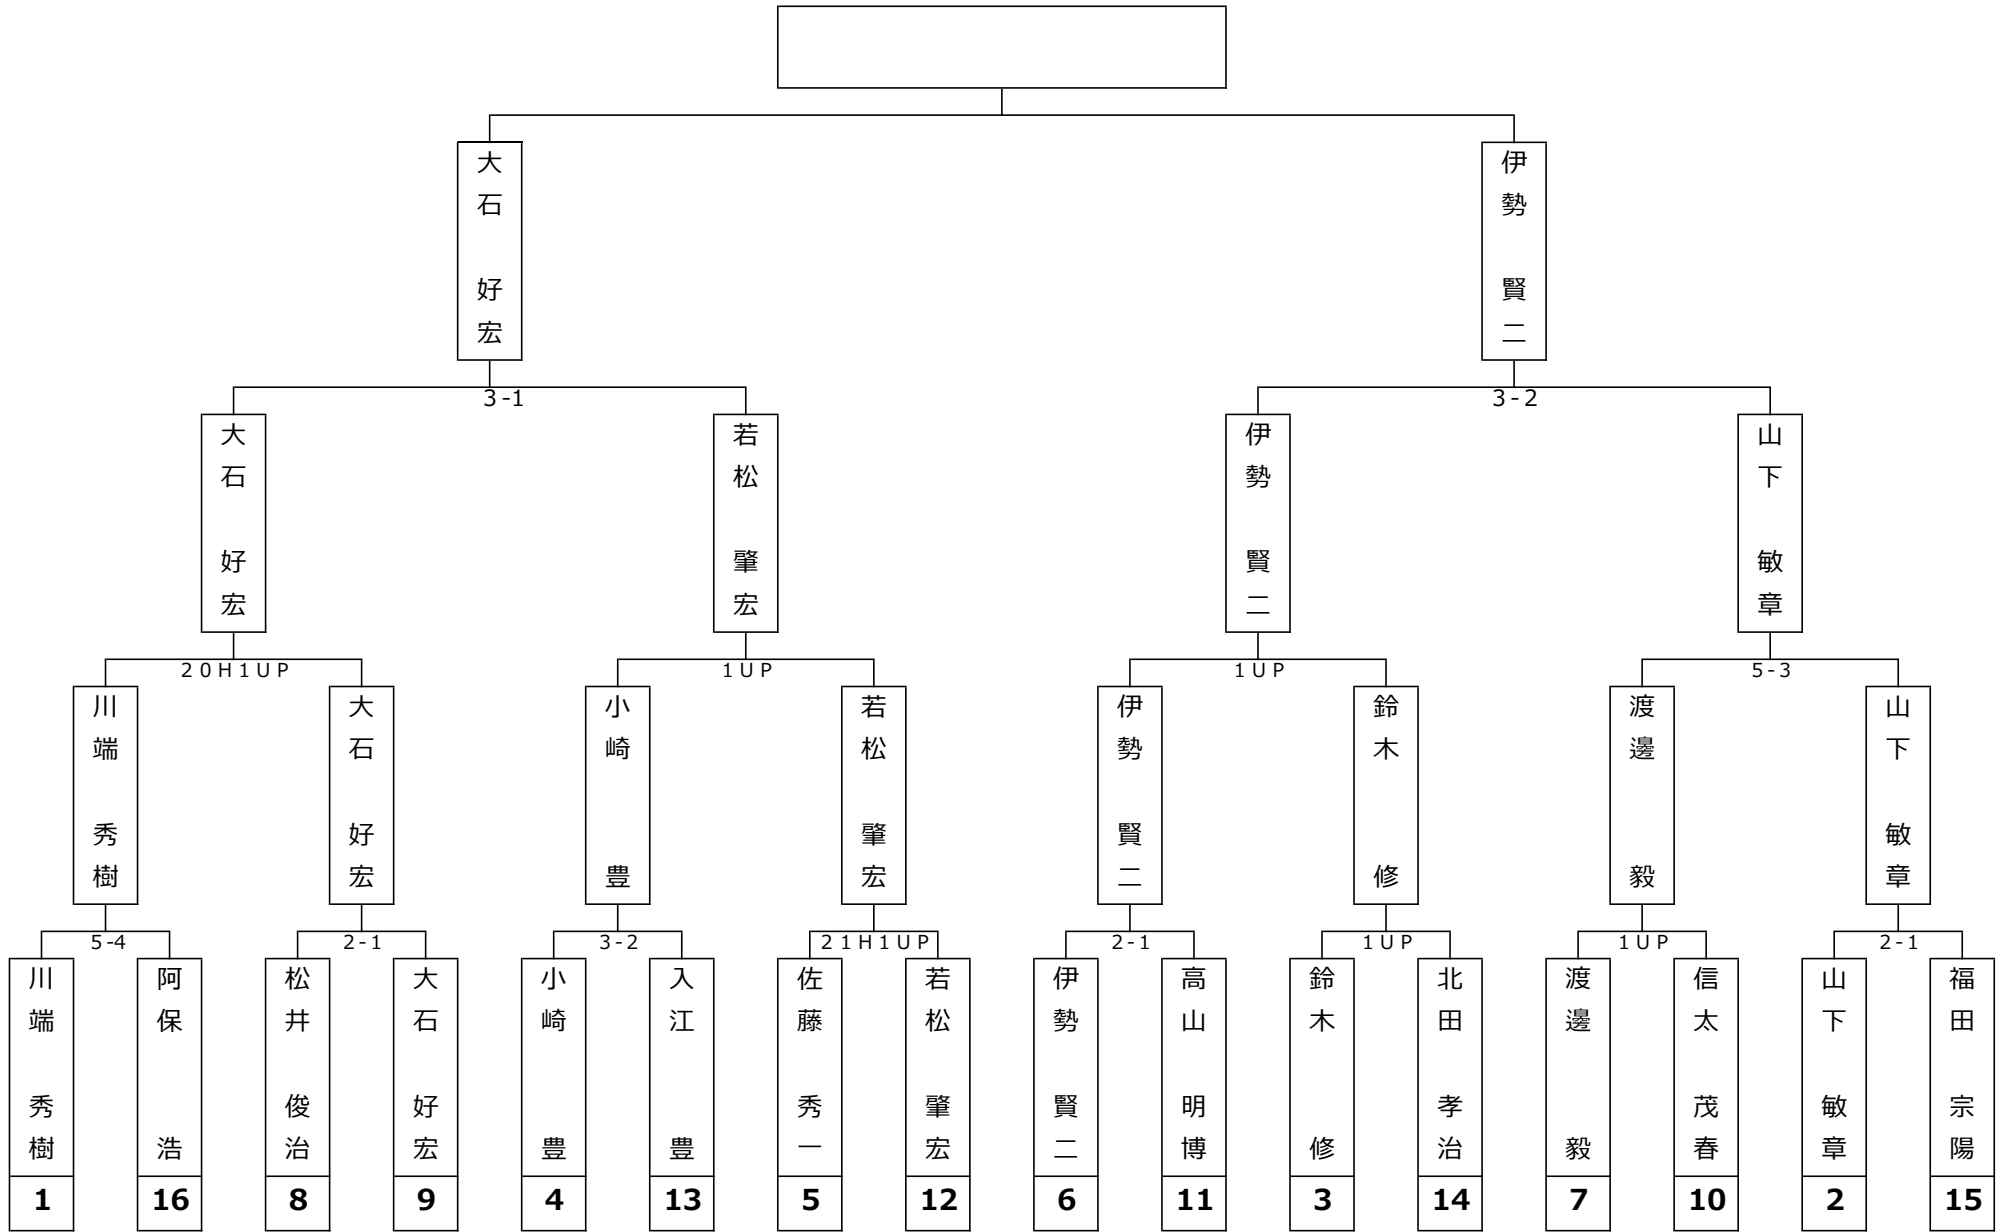 大石 好宏
伊勢 賢二
3-1
3-2
大石 好宏
若松 肇宏
伊勢 賢二
山下 敏章
20H1UP
1UP
1UP
5-3
川端 秀樹
大石 好宏
小崎 豊
若松 肇宏
伊勢 賢二
鈴木 修
渡邊 毅
山下 敏章
5-4
2-1
3-2
21H1UP
2-1
1UP
1UP
2-1
川端 秀樹
阿保 浩
松井 俊治
大石 好宏
小崎 豊
入江 豊
佐藤 秀一
若松 肇宏
伊勢 賢二
高山 明博
鈴木 修
北田 孝治
渡邊 毅
信太 茂春
山下 敏章
福田 宗陽
1
16
8
9
4
13
5
12
6
11
3
14
7
10
2
15